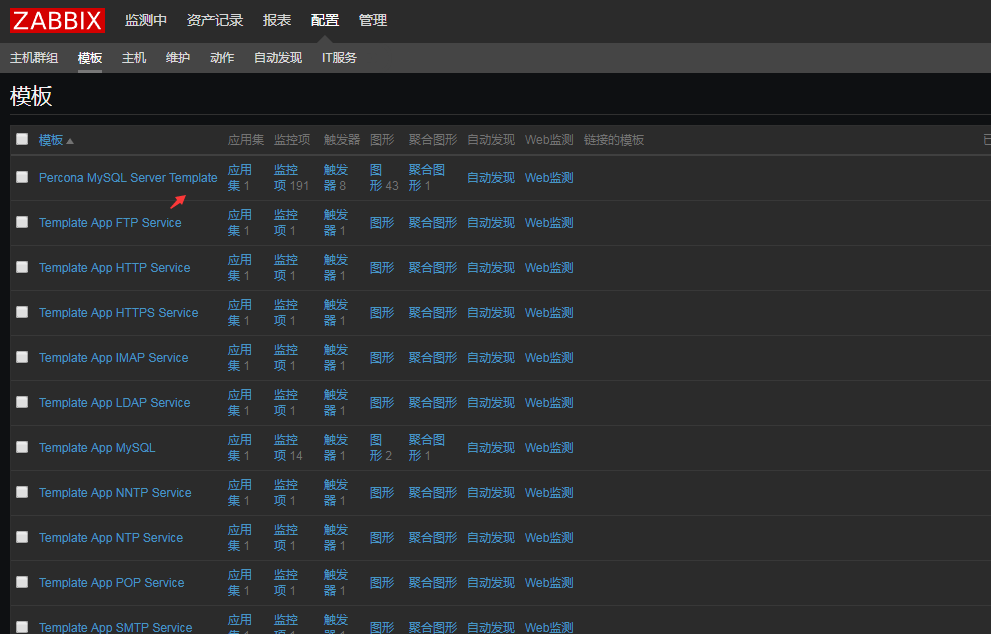 ZABBIX 监测中 资产记录 报表 配置 管理
主机群组 模板 主机 维护 动作 自动发现 IT服务
模板
模板 应用集 监控项 触发器 图形 聚合图形 自动发现 Web监测 链接的模板
Percona MySQL Server Template 应用集 1 监控项 191 触发器 8 图形 43 聚合图形 1 自动发现 Web监测
Template App FTP Service 应用集 1 监控项 1 触发器 1 图形 聚合图形 自动发现 Web监测
Template App HTTP Service 应用集 1 监控项 1 触发器 1 图形 聚合图形 自动发现 Web监测
Template App HTTPS Service 应用集 1 监控项 1 触发器 1 图形 聚合图形 自动发现 Web监测
Template App IMAP Service 应用集 1 监控项 1 触发器 1 图形 聚合图形 自动发现 Web监测
Template App LDAP Service 应用集 1 监控项 1 触发器 1 图形 聚合图形 自动发现 Web监测
Template App MySQL 应用集 1 监控项 14 触发器 1 图形 2 聚合图形 1 自动发现 Web监测
Template App NNTP Service 应用集 1 监控项 1 触发器 1 图形 聚合图形 自动发现 Web监测
Template App NTP Service 应用集 1 监控项 1 触发器 1 图形 聚合图形 自动发现 Web监测
Template App POP Service 应用集 1 监控项 1 触发器 1 图形 聚合图形 自动发现 Web监测
Template App SMTP Service 应用集 1 监控项 1 触发器 1 图形 聚合图形 自动发现 Web监测